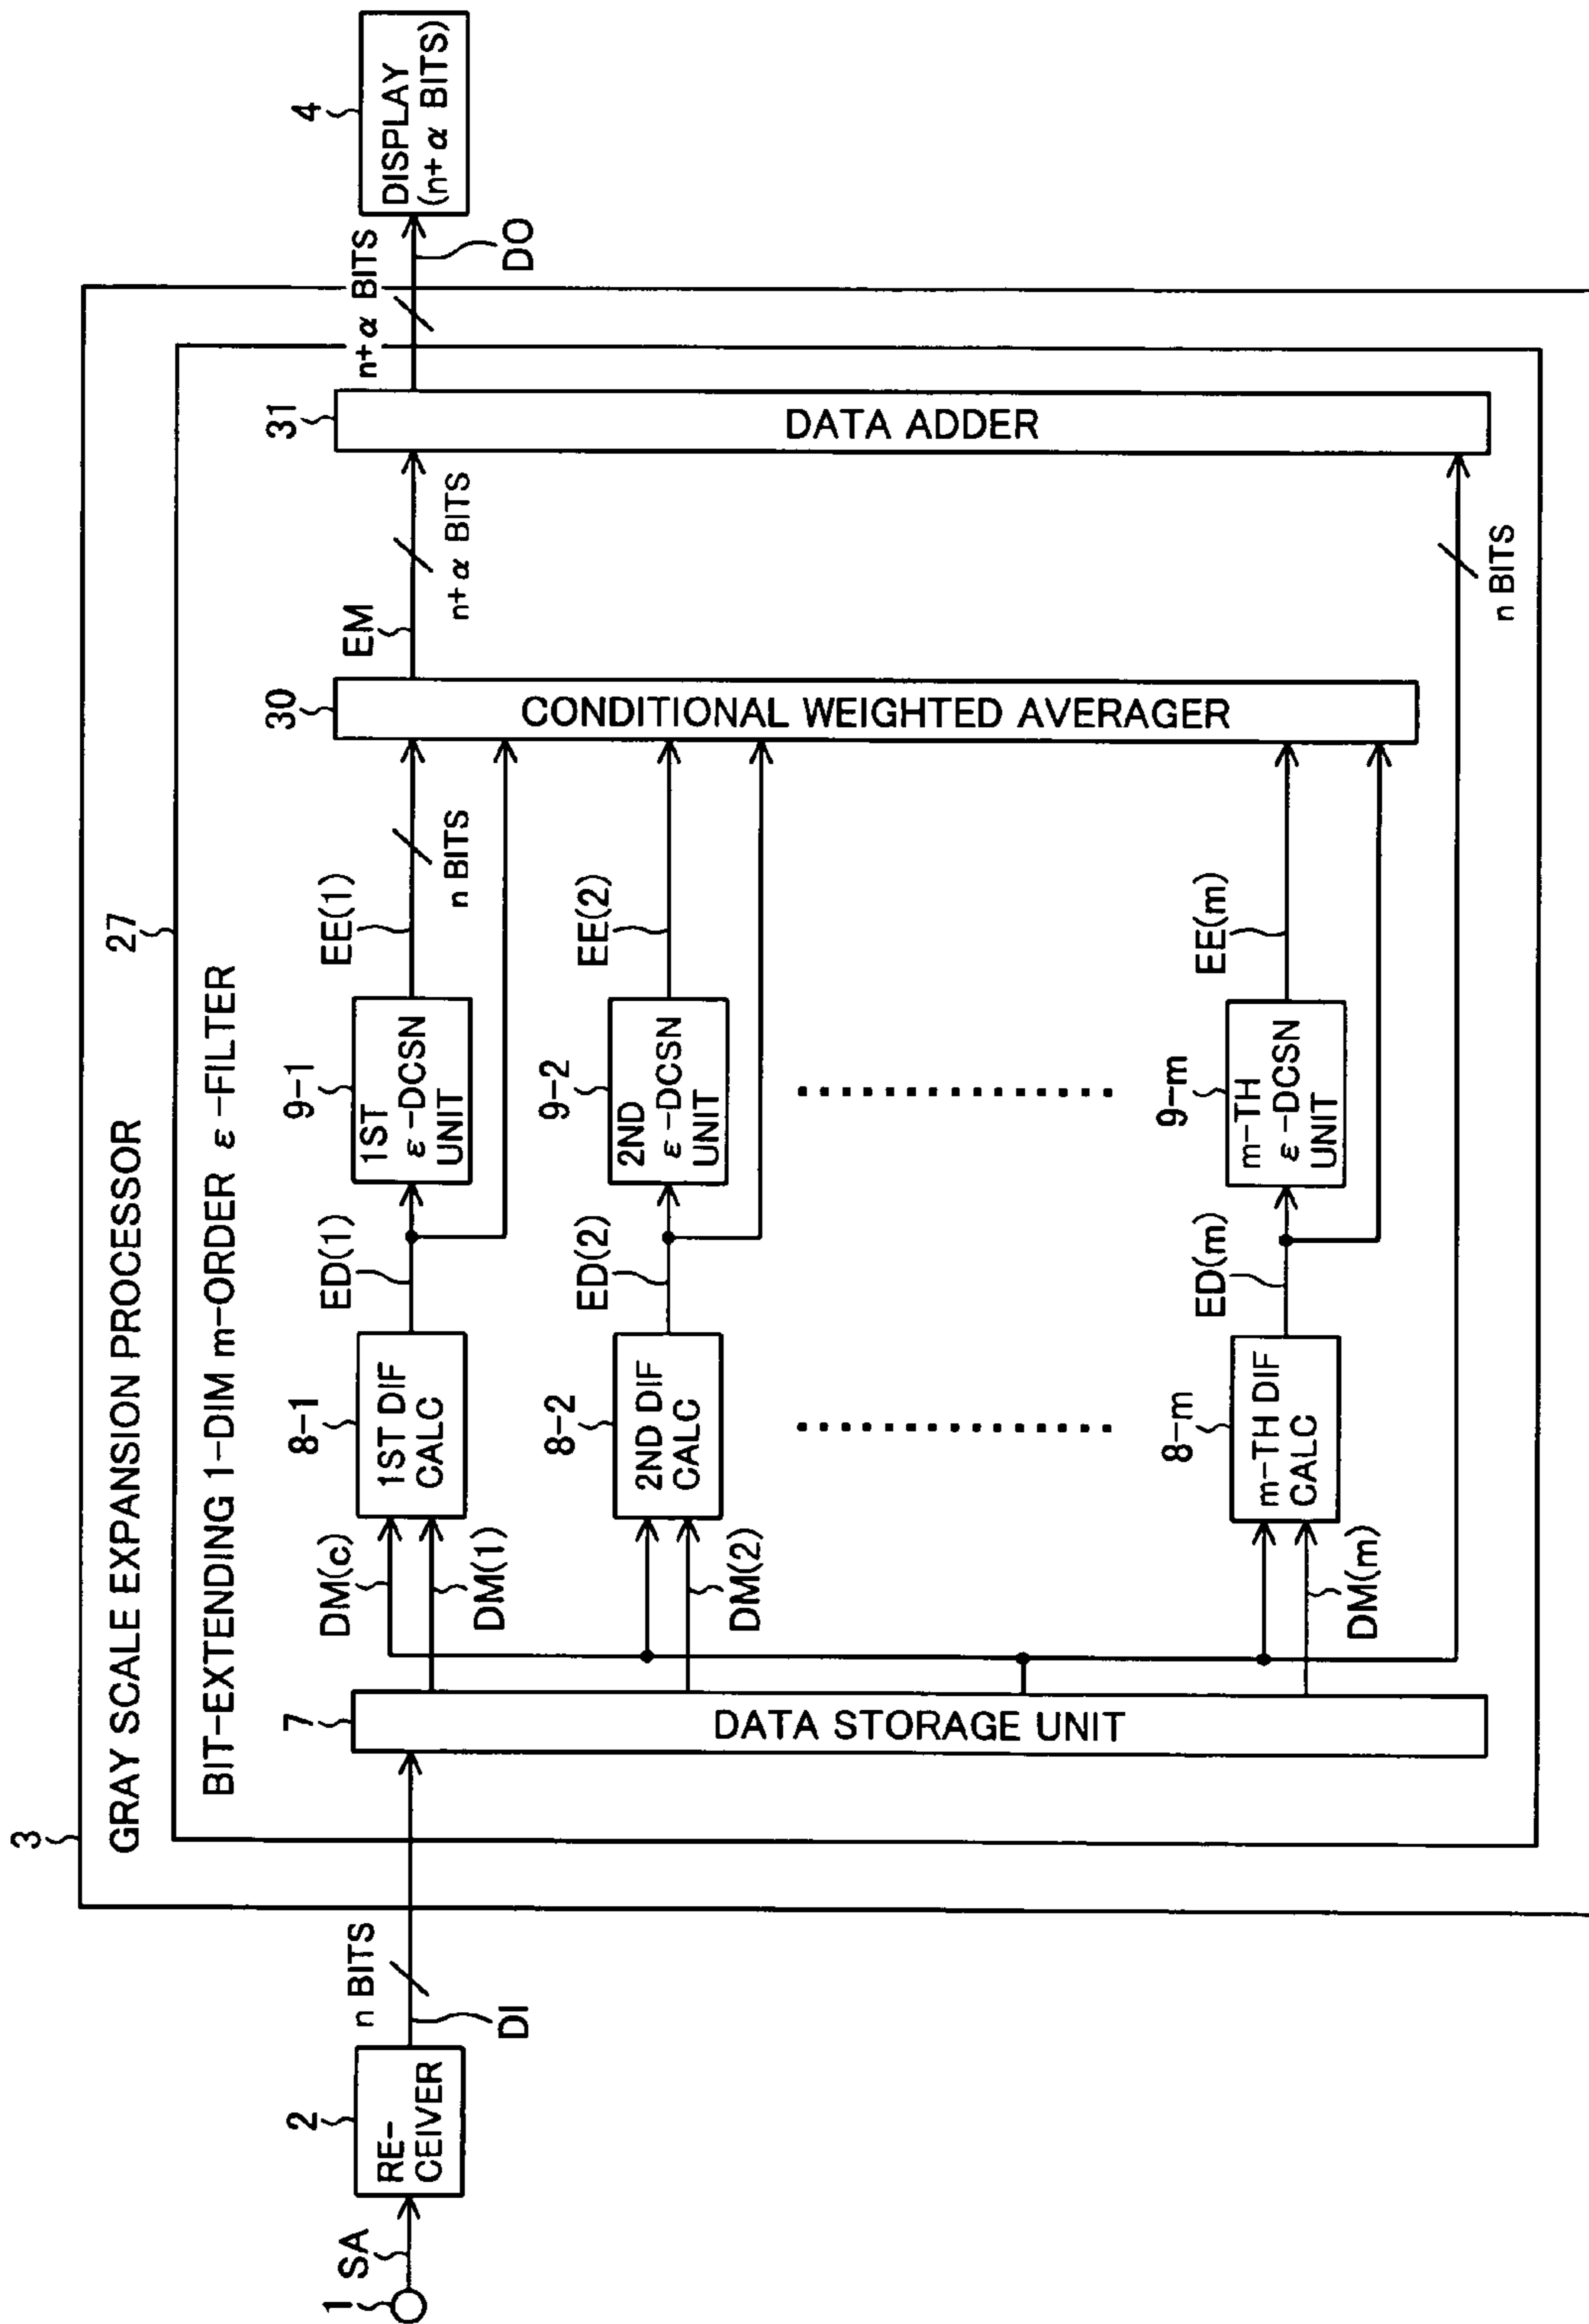 3
GRAY SCALE EXPANSION PROCESSOR
27
BIT-EXTENDING 1-DIM m-ORDER ε-FILTER
1
SA
2
RE-
CEIVER
n BITS
DI
7
DATA STORAGE UNIT
DM(c)
DM(1)
8-1
1ST DIF
CALC
ED(1)
9-1
1ST
ε-DCSN
UNIT
EE(1)
n BITS
DM(2)
8-2
2ND DIF
CALC
ED(2)
9-2
2ND
ε-DCSN
UNIT
EE(2)
DM(m)
8-m
m-TH DIF
CALC
ED(m)
9-m
m-TH
ε-DCSN
UNIT
EE(m)
30
CONDITIONAL WEIGHTED AVERAGER
EM
n+α BITS
n BITS
31
DATA ADDER
n+α BITS
DO
4
DISPLAY
(n+α BITS)